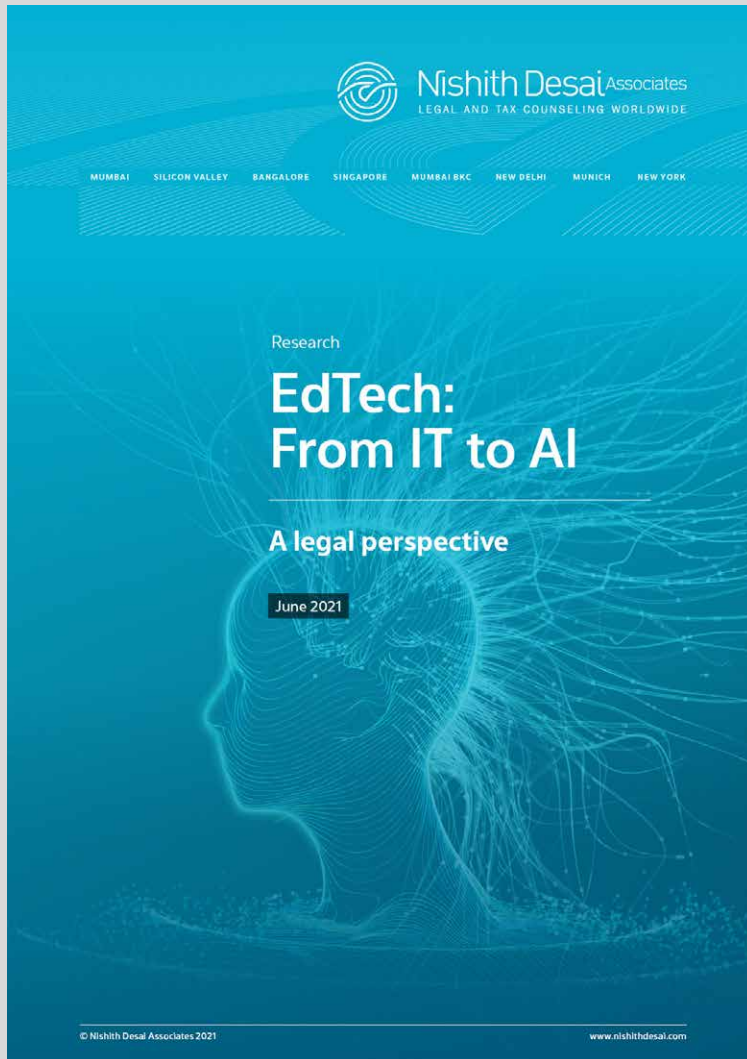 Nishith Desai Associates
LEGAL AND TAX COUNSELING WORLDWIDE
MUMBAI SILICON VALLEY BANGALORE SINGAPORE MUMBAI BKC NEW DELHI MUNICH NEW YORK
Research
EdTech:
From IT to AI
A legal perspective
June 2021
© Nishith Desai Associates 2021 www.nishithdesai.com